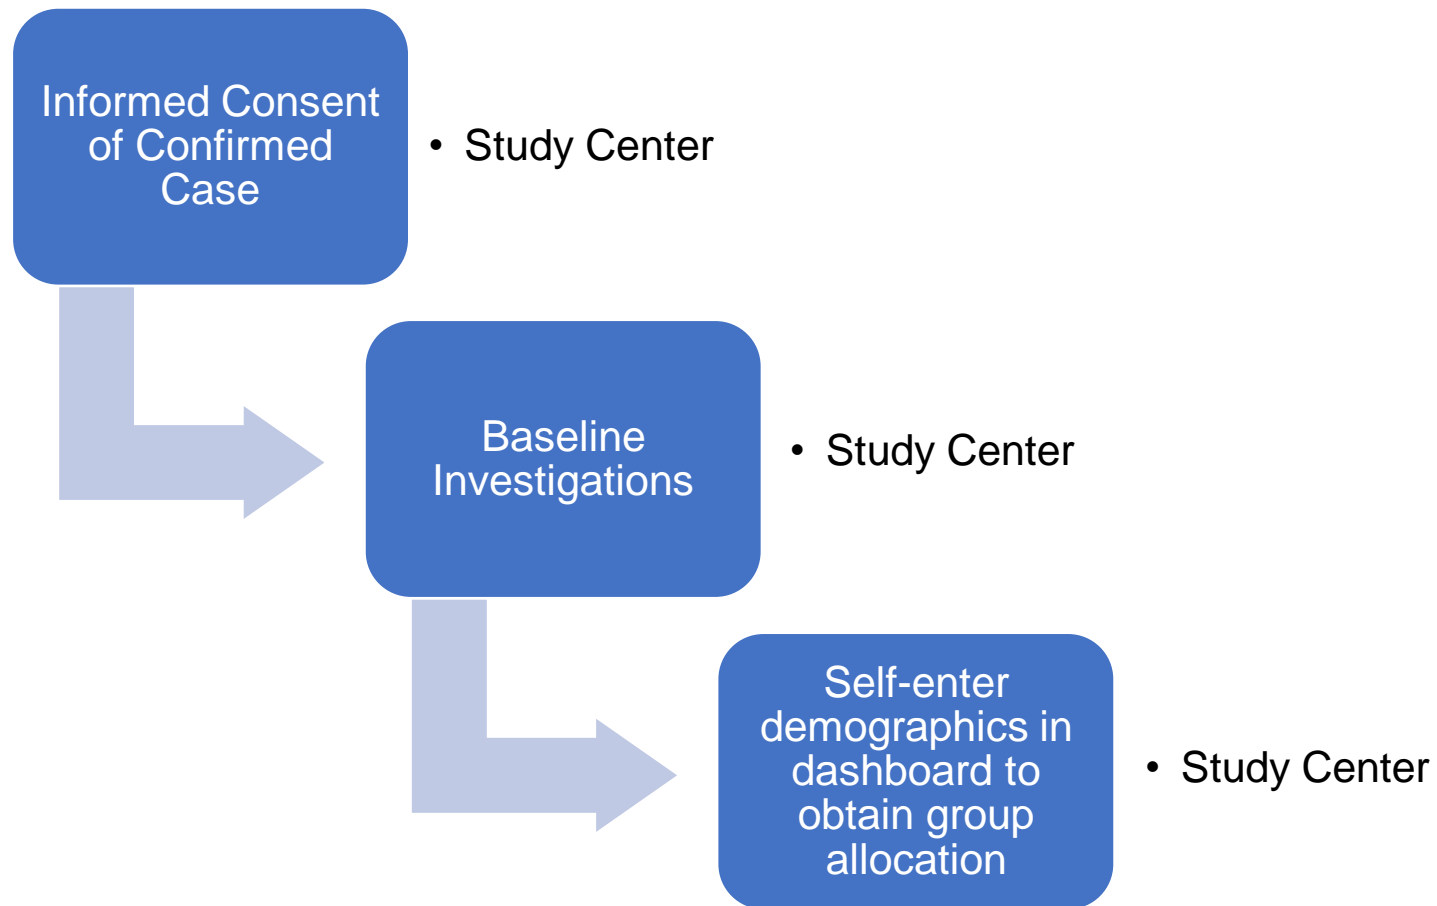 Informed Consent
of Confirmed
Case
• Study Center
Baseline
Investigations
• Study Center
Self-enter
demographics in
dashboard to
obtain group
allocation
• Study Center